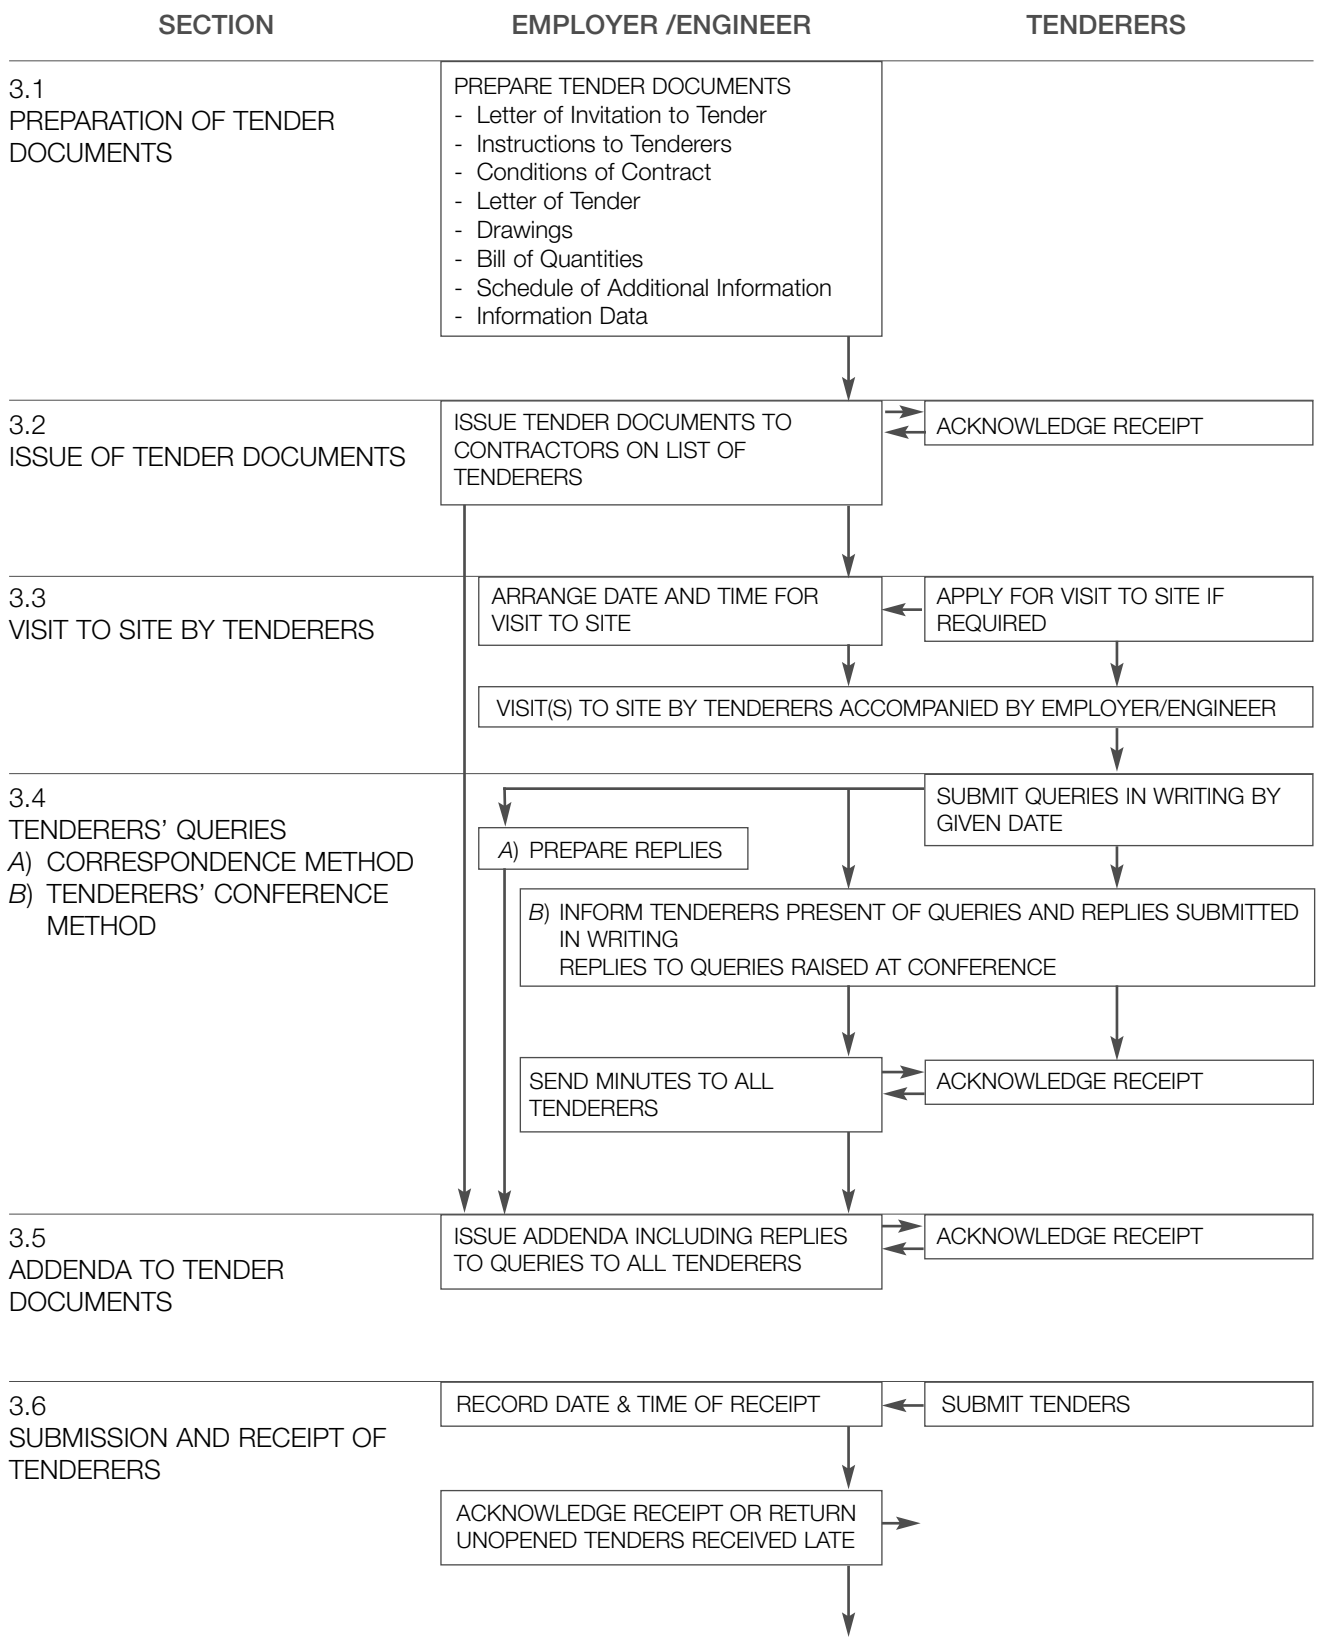 SECTION
EMPLOYER /ENGINEER
TENDERERS
3.1
PREPARATION OF TENDER
DOCUMENTS
PREPARE TENDER DOCUMENTS
- Letter of Invitation to Tender
- Instructions to Tenderers
- Conditions of Contract
- Letter of Tender
- Drawings
- Bill of Quantities
- Schedule of Additional Information
- Information Data
3.2
ISSUE OF TENDER DOCUMENTS
ISSUE TENDER DOCUMENTS TO
CONTRACTORS ON LIST OF
TENDERERS
ACKNOWLEDGE RECEIPT
3.3
VISIT TO SITE BY TENDERERS
ARRANGE DATE AND TIME FOR
VISIT TO SITE
APPLY FOR VISIT TO SITE IF
REQUIRED
VISIT(S) TO SITE BY TENDERERS ACCOMPANIED BY EMPLOYER/ENGINEER
3.4
TENDERERS’ QUERIES
A) CORRESPONDENCE METHOD
B) TENDERERS’ CONFERENCE
METHOD
SUBMIT QUERIES IN WRITING BY
GIVEN DATE
A) PREPARE REPLIES
B) INFORM TENDERERS PRESENT OF QUERIES AND REPLIES SUBMITTED
IN WRITING
REPLIES TO QUERIES RAISED AT CONFERENCE
SEND MINUTES TO ALL
TENDERERS
ACKNOWLEDGE RECEIPT
3.5
ADDENDA TO TENDER
DOCUMENTS
ISSUE ADDENDA INCLUDING REPLIES
TO QUERIES TO ALL TENDERERS
ACKNOWLEDGE RECEIPT
3.6
SUBMISSION AND RECEIPT OF
TENDERERS
RECORD DATE & TIME OF RECEIPT
SUBMIT TENDERS
ACKNOWLEDGE RECEIPT OR RETURN
UNOPENED TENDERS RECEIVED LATE